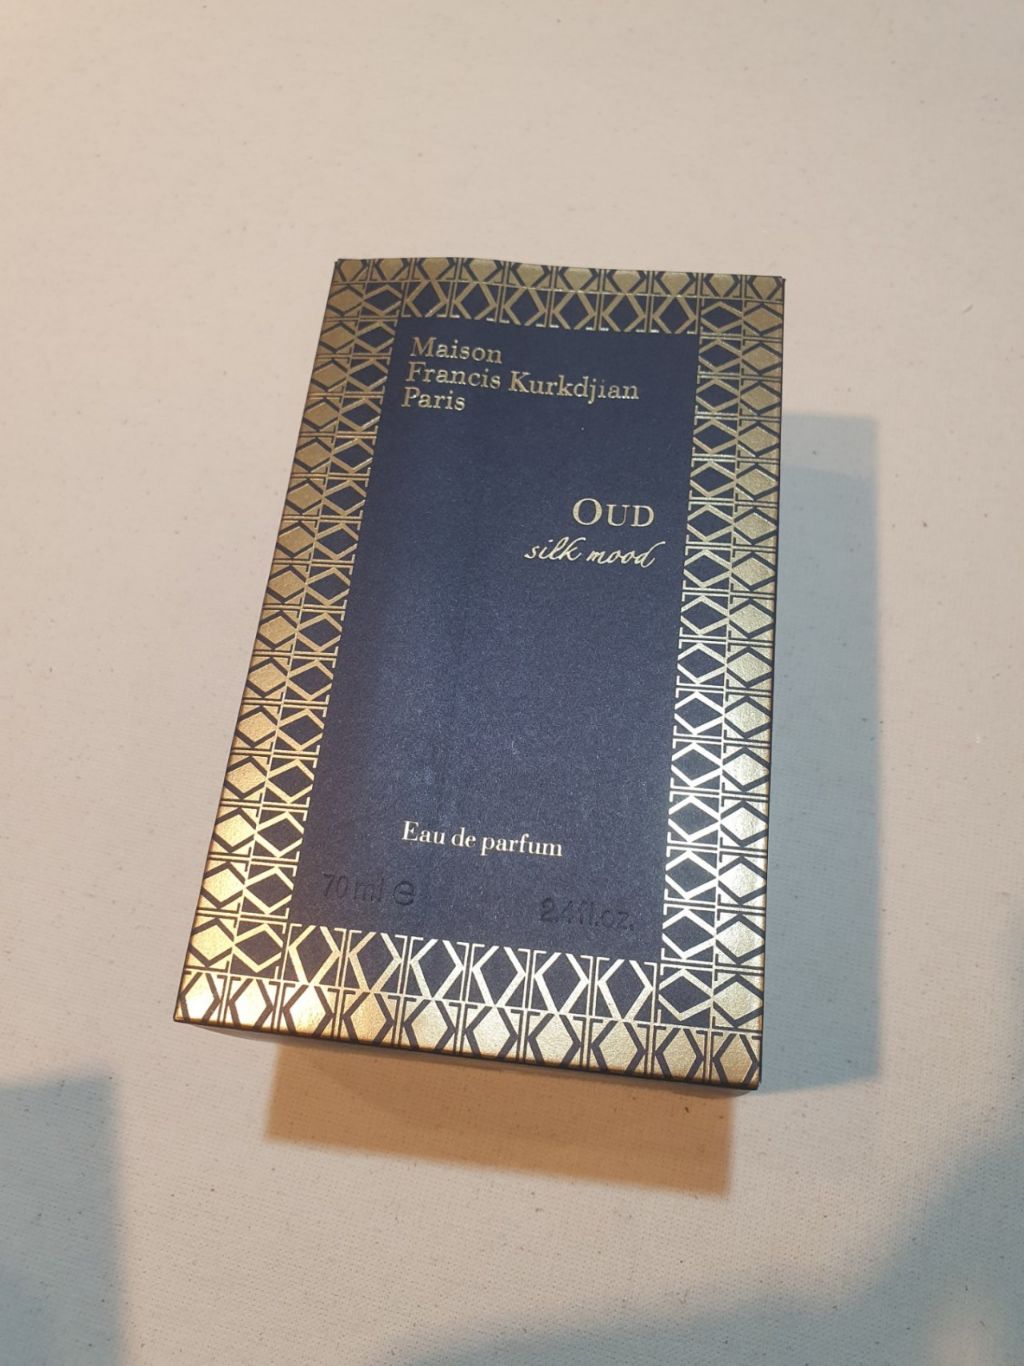 Maison
Francis Kurkdjian
Paris
OUD
silk mood
Eau de parfum
70 ml e 2.4 fl.oz.